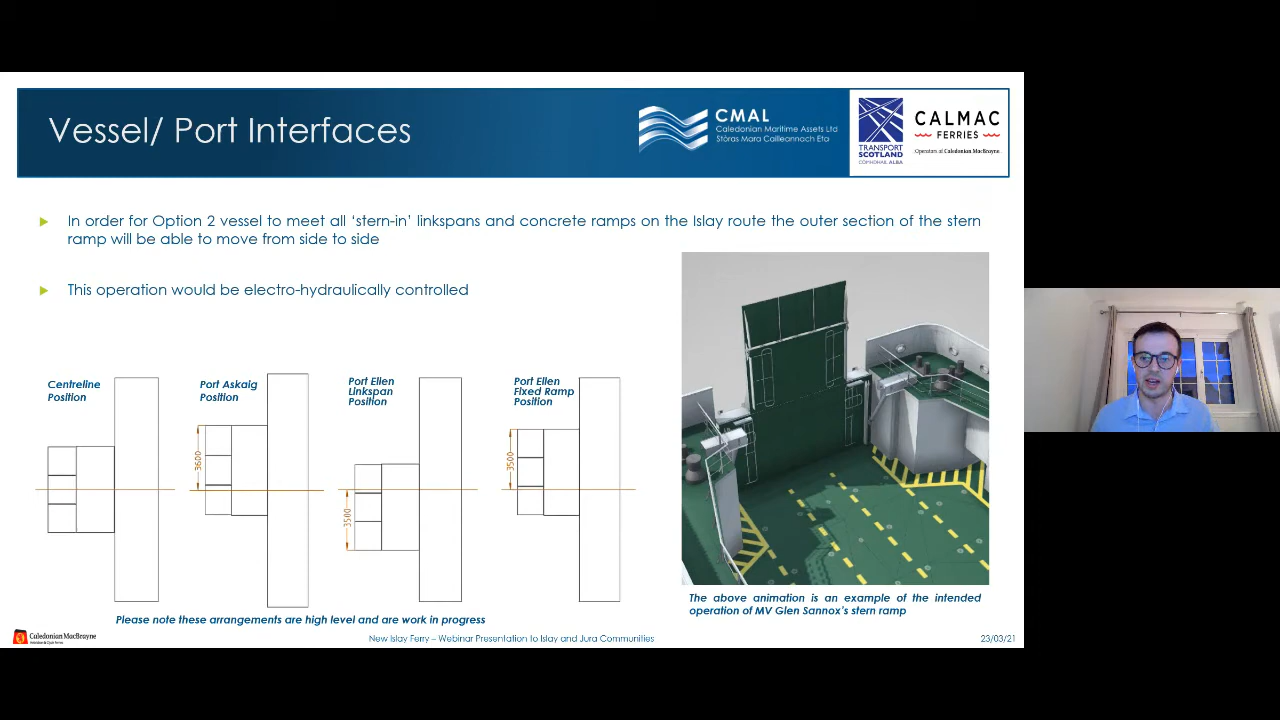 Vessel/ Port Interfaces
CMAL
Caledonian Maritime Assets Ltd
Stòras Mara Cailleannach Eta
TRANSPORT
SCOTLAND
CÒMHDHAIL ALBA
CALMAC
FERRIES
Operators of Caledonian MacBrayne
In order for Option 2 vessel to meet all ‘stern-in’ linkspans and concrete ramps on the Islay route the outer section of the stern
ramp will be able to move from side to side
This operation would be electro-hydraulically controlled
Centreline
Position
Port Askaig
Position
Port Ellen
Linkspan
Position
Port Ellen
Fixed Ramp
Position
3600
3500
3500
The above animation is an example of the intended
operation of MV Glen Sannox's stern ramp
Please note these arrangements are high level and are work in progress
Caledonian MacBrayne
New Islay Ferry – Webinar Presentation to Islay and Jura Communities
23/03/21